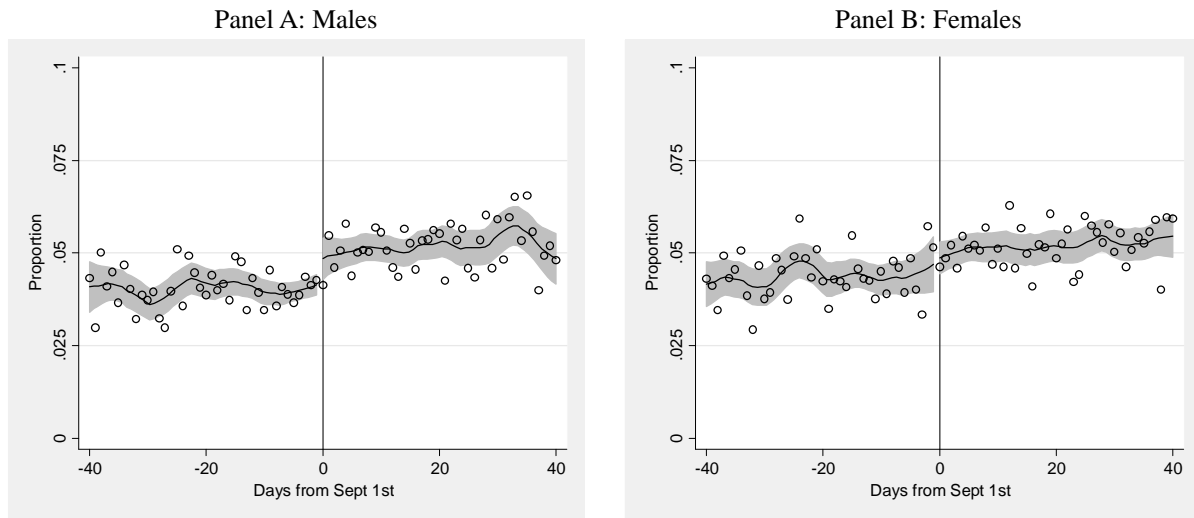 Panel A: Males
.1
.075
.05
.025
0
Proportion
-40 -20 0 20 40
Days from Sept 1st
Panel B: Females
.1
.075
.05
.025
0
Proportion
-40 -20 0 20 40
Days from Sept 1st